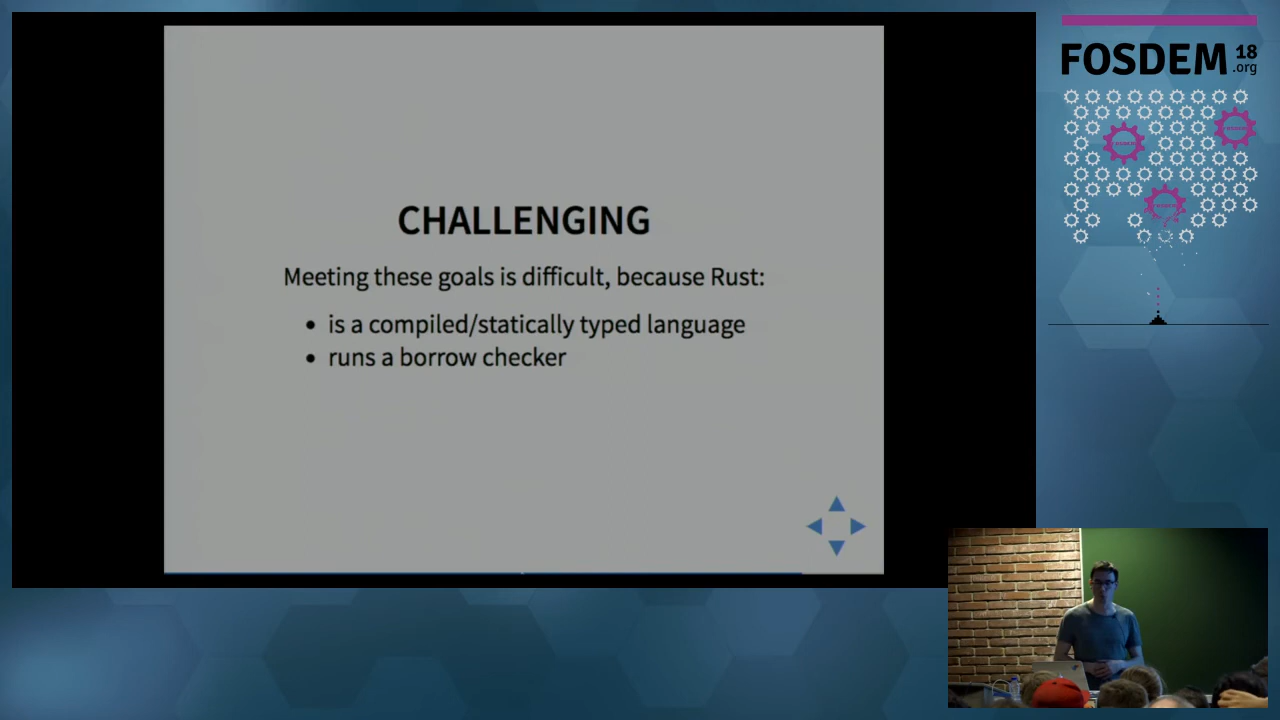 CHALLENGING
Meeting these goals is difficult, because Rust:
• is a compiled/statically typed language
• runs a borrow checker
FOSDEM 18
.org